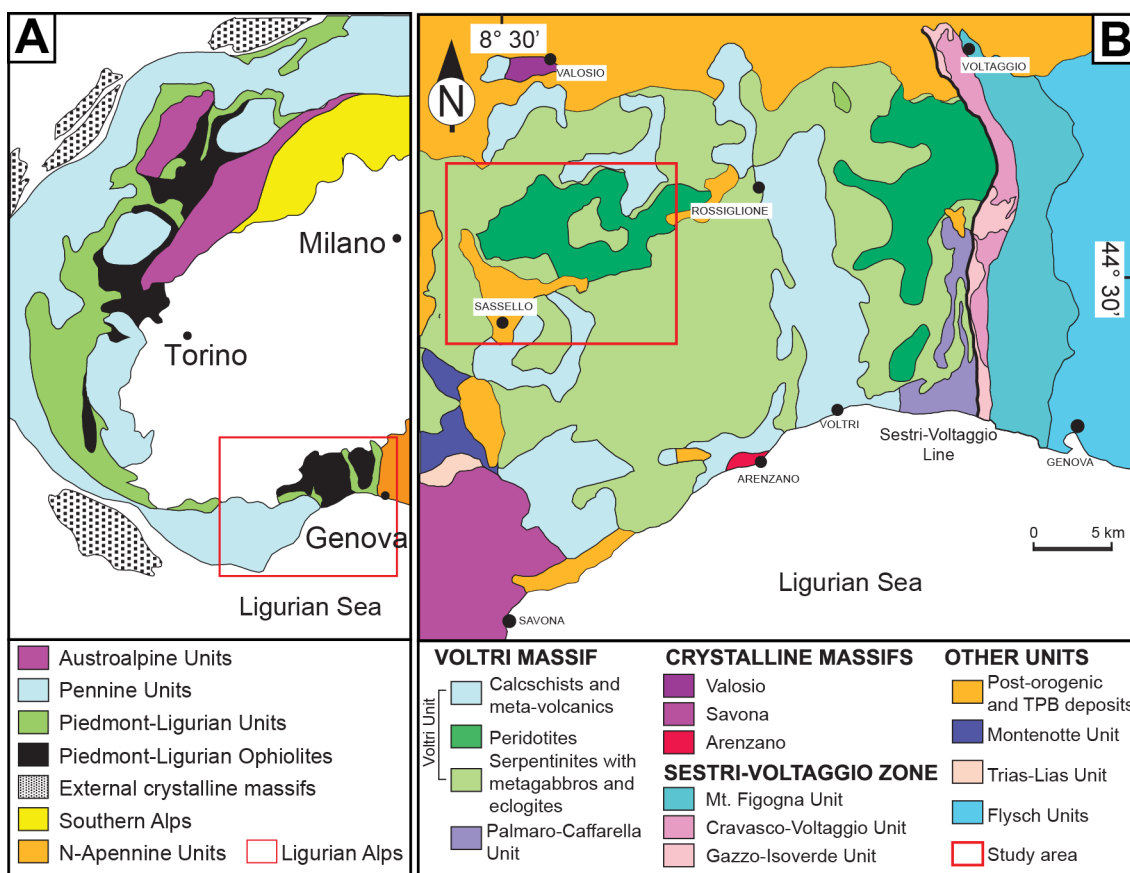 A
Milano
Torino
Genova
Ligurian Sea
Austroalpine Units
Pennine Units
Piedmont-Ligurian Units
Piedmont-Ligurian Ophiolites
External crystalline massifs
Southern Alps
N-Apennine Units
Ligurian Alps
B
8° 30’
N
VALOSIO
VOLTAGGIO
ROSSIGLIONE
44°
30’
SASSELLO
VOLTRI
Sestri-Voltaggio
Line
GENOVA
ARENZANO
0 5 km
Ligurian Sea
SAVONA
VOLTRI MASSIF
Voltri Unit
Calcschists and
meta-volcanics
Peridotites
Serpentinites with
metagabbros and
eclogites
Palmaro-Caffarella
Unit
CRYSTALLINE MASSIFS
Valosio
Savona
Arenzano
SESTRI-VOLTAGGIO ZONE
Mt. Figogna Unit
Cravasco-Voltaggio Unit
Gazzo-Isoverde Unit
OTHER UNITS
Post-orogenic
and TPB deposits
Montenotte Unit
Trias-Lias Unit
Flysch Units
Study area